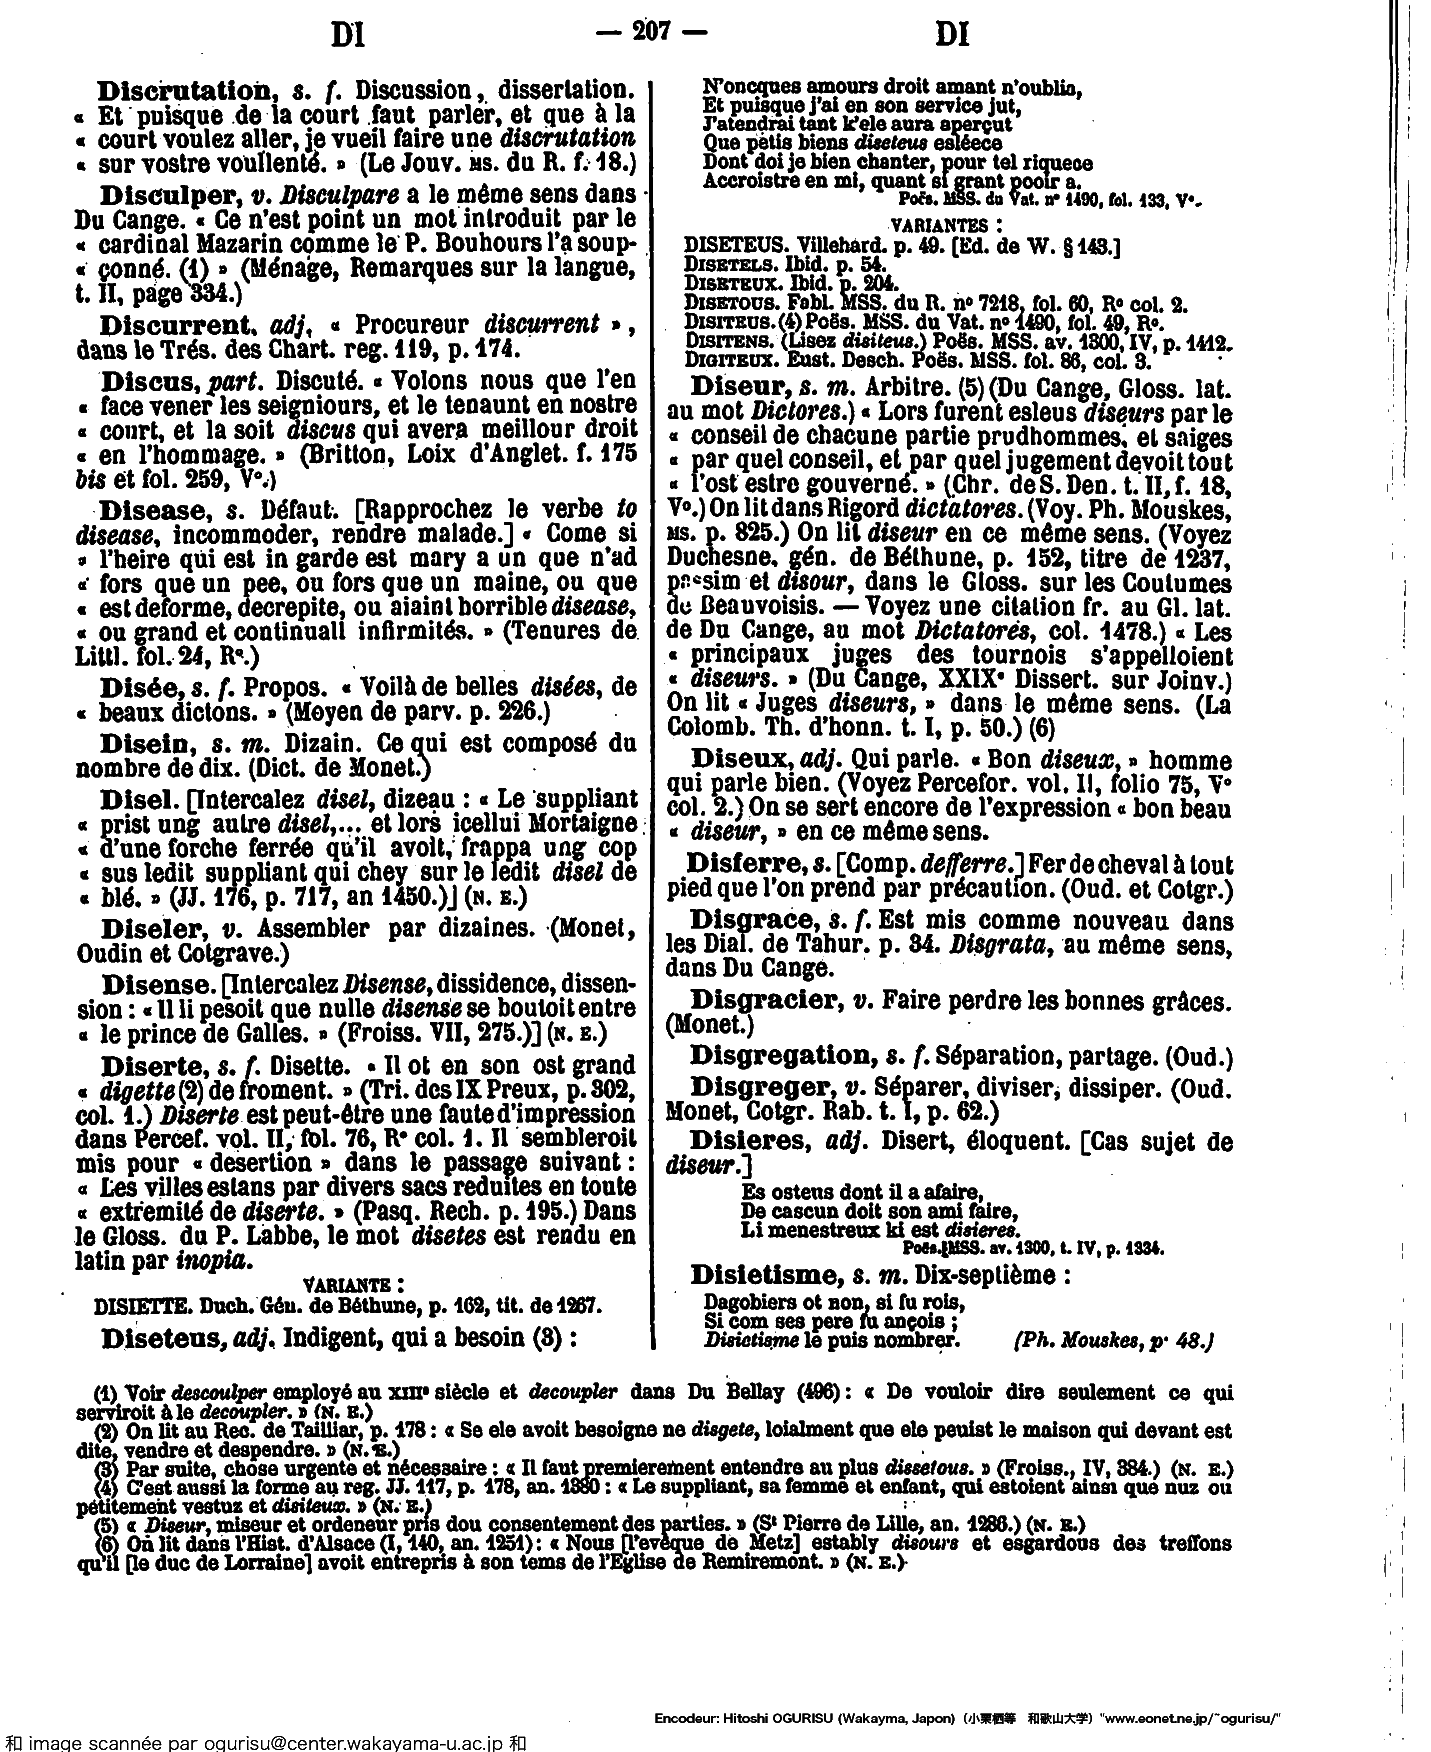 DI — 207 — DI
Discrutation, s. f. Discussion, dissertation.
« Et puisque de la court faut parler, et que à la
« court voulez aller, je vueil faire une discrutation
« sur vostre voullenté. » (Le Jouv. MS. du R. f. 18.)
Disculper, v. Disculpare a le même sens dans
Du Cange. « Ce n'est point un mot introduit par le
« cardinal Mazarin comme le P. Bouhours l'a soup-
« çonné. (1) » (Ménage, Remarques sur la langue,
t. II, page 334.)
Discurrent, adj. « Procureur discurrent »,
dans le Trés. des Chart. reg. 119, p. 174.
Discus, part. Discuté. « Volons nous que l'en
« face vener les seigniours, et le tenaunt en nostre
« court, et la soit discus qui avera meillour droit
« en l'hommage. » (Britton, Loix d'Anglet. f. 175
bis et fol. 259, Vº.)
Disease, s. Défaut. [Rapprochez le verbe to
disease, incommoder, rendre malade.] « Come si
» l'heire qui est in garde est mary a un que n'ad
« fors que un pee, ou fors que un maine, ou que
« est deforme, decrepite, ou aiaint horrible disease,
« ou grand et continuall infirmités. » (Tenures de
Littl. fol. 24, Rº.)
Disée, s. f. Propos. « Voilà de belles disées, de
« beaux dictons. » (Moyen de parv. p. 226.)
Disein, s. m. Dizain. Ce qui est composé du
nombre de dix. (Dict. de Monet.)
Disel. [Intercalez disel, dizeau : « Le suppliant
« prist ung autre disel,... et lors icellui Mortaigne
« d'une forche ferrée qu'il avoit, frappa ung cop
« sus ledit suppliant qui chey sur le ledit disel de
« blé. » (JJ. 176, p. 717, an 1450.)] (N. E.)
Diseler, v. Assembler par dizaines. (Monet,
Oudin et Cotgrave.)
Disense. [Intercalez Disense, dissidence, dissen-
sion : « Il li pesoit que nulle disense se boutoit entre
« le prince de Galles. » (Froiss. VII, 275.)] (N. E.)
Diserte, s. f. Disette. « Il ot en son ost grand
« digette (2) de froment. » (Tri. des IX Preux, p. 302,
col. 1.) Diserte est peut-être une faute d'impression
dans Percef. vol. II, fol. 76, Rº col. 1. Il sembleroit
mis pour « desertion » dans le passage suivant :
« Les villes estans par divers sacs reduites en toute
« extremité de diserte. » (Pasq. Rech. p. 195.) Dans
le Gloss. du P. Labbe, le mot disetes est rendu en
latin par inopia.
VARIANTE :
DISIETTE. Duch. Gén. de Béthune, p. 162, tit. de 1267.
Diseteus, adj. Indigent, qui a besoin (3) :
N'oncques amours droit amant n'oublia,
Et puisque j'ai en son service jut,
J'atendrai tant k'ele aura aperçut
Que petis biens diseteus esléece
Dont doi je bien chanter, pour tel riquece
Accroistre en mi, quant si grant pooir a.
Poës. MSS. du Vat. nº 1490, fol. 133, Vº.
VARIANTES :
DISETEUS. Villehard. p. 49. [Ed. de W. § 143.]
DISETELS. Ibid. p. 54.
DISETEUX. Ibid. p. 204.
DISETOUS. Fabl. MSS. du R. nº 7218, fol. 60, Rº col. 2.
DISITEUS. (4) Poës. MSS. du Vat. nº 1490, fol. 49, Rº.
DISITENS. (Lisez disiteus.) Poës. MSS. av. 1300, IV, p. 1412.
DIGITEUX. Eust. Desch. Poës. MSS. fol. 86, col. 3.
Diseur, s. m. Arbitre. (5) (Du Cange, Gloss. lat.
au mot Dictores.) « Lors furent esleus diseurs par le
« conseil de chacune partie prudhommes, et saiges
« par quel conseil, et par quel jugement devoit tout
« l'ost estre gouverné. » (Chr. de S. Den. t. II, f. 18,
Vº.) On lit dans Rigord dictatores. (Voy. Ph. Mouskes,
MS. p. 825.) On lit diseur en ce même sens. (Voyez
Duchesne, gén. de Béthune, p. 152, titre de 1237,
passim et disour, dans le Gloss. sur les Coutumes
de Beauvoisis. — Voyez une citation fr. au Gl. lat.
de Du Cange, au mot Dictatores, col. 1478.) « Les
« principaux juges des tournois s'appelloient
« diseurs. » (Du Cange, XXIXe Dissert. sur Joinv.)
On lit « Juges diseurs, » dans le même sens. (La
Colomb. Th. d'honn. t. I, p. 50.) (6)
Diseux, adj. Qui parle. « Bon diseux, » homme
qui parle bien. (Voyez Percefor. vol. II, folio 75, Vº
col. 2.) On se sert encore de l'expression « bon beau
« diseur, » en ce même sens.
Disferre, s. [Comp. defferre.] Fer de cheval à tout
pied que l'on prend par précaution. (Oud. et Cotgr.)
Disgrace, s. f. Est mis comme nouveau dans
les Dial. de Tahur. p. 34. Disgrata, au même sens,
dans Du Cange.
Disgracier, v. Faire perdre les bonnes grâces.
(Monet.)
Disgregation, s. f. Séparation, partage. (Oud.)
Disgreger, v. Séparer, diviser, dissiper. (Oud.
Monet, Cotgr. Rab. t. I, p. 62.)
Disieres, adj. Disert, éloquent. [Cas sujet de
diseur.]
Es osteus dont il a afaire,
De cascun doit son ami faire,
Li menestreux ki est disieres.
Poës. MSS. av. 1300, t. IV, p. 1334.
Disietisme, s. m. Dix-septième :
Dagobiers ot non, si fu rois,
Si com ses pere fu ançois ;
Disietisme le puis nombrer. (Ph. Mouskes, p. 48.)
(1) Voir descoulper employé au XIIIe siècle et decoupler dans Du Bellay (496) : « De vouloir dire seulement ce qui
serviroit à le decoupler. » (N. E.)
(2) On lit au Rec. de Tailliar, p. 178 : « Se ele avoit besoigne ne disgete, loialment que ele peuist le maison qui devant est
dite, vendre et despendre. » (N. E.)
(3) Par suite, chose urgente et nécessaire : « Il faut premierement entendre au plus dissetous. » (Froiss., IV, 384.) (N. E.)
(4) C'est aussi la forme au reg. JJ. 117, p. 178, an. 1380 : « Le suppliant, sa femme et enfant, qui estoient ainsi que nuz ou
petitement vestuz et disiteux. » (N. E.)
(5) « Diseur, miseur et ordeneur pris dou consentement des parties. » (St Pierre de Lille, an. 1286.) (N. E.)
(6) On lit dans l'Hist. d'Alsace (I, 140, an. 1251) : « Nous [l'eveque de Metz] estably disours et esgardous des treffons
qu'il [le duc de Lorraine] avoit entrepris à son tems de l'Eglise de Remiremont. » (N. E.)
Encodeur: Hitoshi OGURISU (Wakayma, Japon) (小栗栖等 和歌山大学) "www.eonet.ne.jp/~ogurisu/"
和 image scannée par ogurisu@center.wakayama-u.ac.jp 和